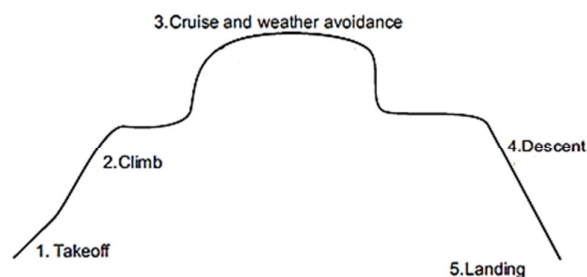 3.Cruise and weather avoidance
2.Climb
4.Descent
1. Takeoff
5.Landing